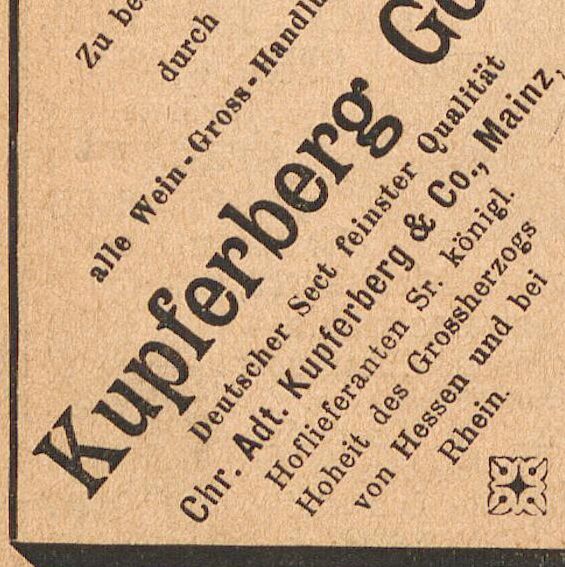 Zu be
durch
alle Wein-Gross-Handlu
Kupferberg Go
Deutscher Sect feinster Qualität
Chr. Adt. Kupferberg & Co., Mainz,
Hoflieferanten Sr. königl.
Hoheit des Grossherzogs
von Hessen und bei
Rhein.